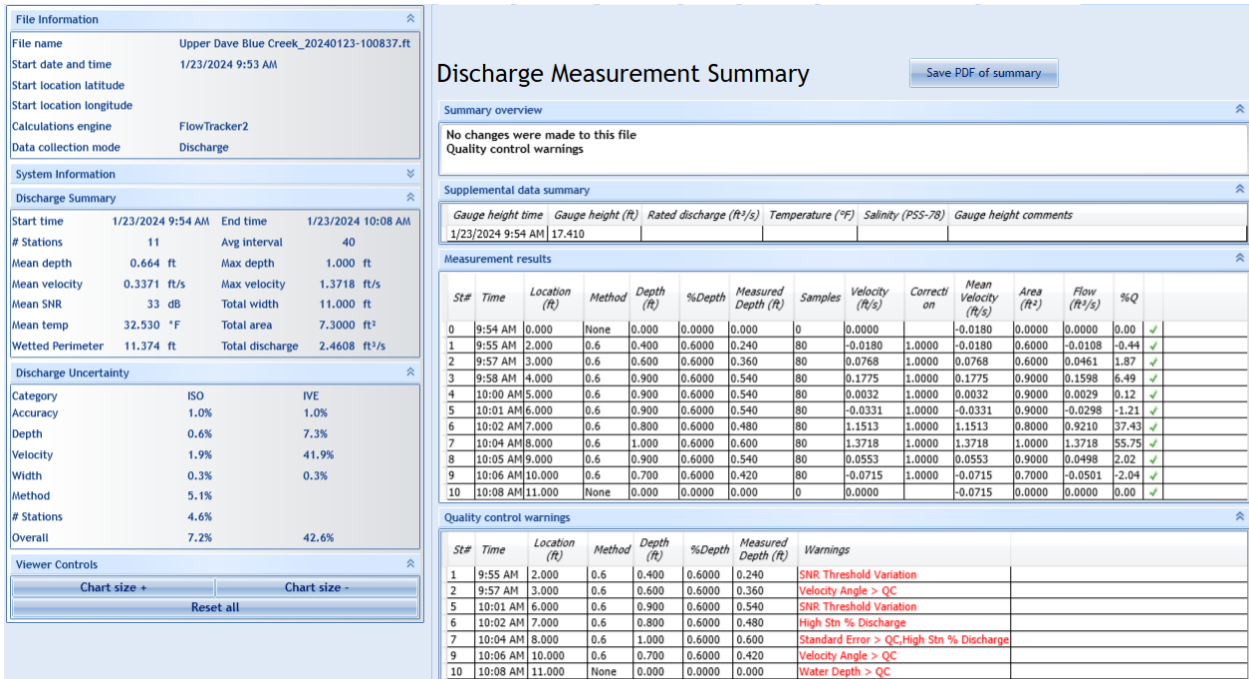 File Information
File name Upper Dave Blue Creek_20240123-100837.ft
Start date and time 1/23/2024 9:53 AM
Start location latitude
Start location longitude
Calculations engine FlowTracker2
Data collection mode Discharge
System Information
Discharge Summary
Start time 1/23/2024 9:54 AM End time 1/23/2024 10:08 AM
# Stations 11 Avg interval 40
Mean depth 0.664 ft Max depth 1.000 ft
Mean velocity 0.3371 ft/s Max velocity 1.3718 ft/s
Mean SNR 33 dB Total width 11.000 ft
Mean temp 32.530 °F Total area 7.3000 ft²
Wetted Perimeter 11.374 ft Total discharge 2.4608 ft³/s
Discharge Uncertainty
Category ISO IVE
Accuracy 1.0% 1.0%
Depth 0.6% 7.3%
Velocity 1.9% 41.9%
Width 0.3% 0.3%
Method 5.1%
# Stations 4.6%
Overall 7.2% 42.6%
Viewer Controls
Chart size + Chart size -
Reset all
Discharge Measurement Summary Save PDF of summary
Summary overview
No changes were made to this file
Quality control warnings
Supplemental data summary
Gauge height time Gauge height (ft) Rated discharge (ft³/s) Temperature (°F) Salinity (PSS-78) Gauge height comments
1/23/2024 9:54 AM 17.410
Measurement results
St# Time Location (ft) Method Depth (ft) %Depth Measured Depth (ft) Samples Velocity (ft/s) Correcti on Mean Velocity (ft/s) Area (ft²) Flow (ft³/s) %Q
0 9:54 AM 0.000 None 0.000 0.0000 0.000 0 0.0000 -0.0180 0.0000 0.0000 0.00 ✓
1 9:55 AM 2.000 0.6 0.400 0.6000 0.240 80 -0.0180 1.0000 -0.0180 0.6000 -0.0108 -0.44 ✓
2 9:57 AM 3.000 0.6 0.600 0.6000 0.360 80 0.0768 1.0000 0.0768 0.6000 0.0461 1.87 ✓
3 9:58 AM 4.000 0.6 0.900 0.6000 0.540 80 0.1775 1.0000 0.1775 0.9000 0.1598 6.49 ✓
4 10:00 AM 5.000 0.6 0.900 0.6000 0.540 80 0.0032 1.0000 0.0032 0.9000 0.0029 0.12 ✓
5 10:01 AM 6.000 0.6 0.900 0.6000 0.540 80 -0.0331 1.0000 -0.0331 0.9000 -0.0298 -1.21 ✓
6 10:02 AM 7.000 0.6 0.800 0.6000 0.480 80 1.1513 1.0000 1.1513 0.8000 0.9210 37.43 ✓
7 10:04 AM 8.000 0.6 1.000 0.6000 0.600 80 1.3718 1.0000 1.3718 1.0000 1.3718 55.75 ✓
8 10:05 AM 9.000 0.6 0.900 0.6000 0.540 80 0.0553 1.0000 0.0553 0.9000 0.0498 2.02 ✓
9 10:06 AM 10.000 0.6 0.700 0.6000 0.420 80 -0.0715 1.0000 -0.0715 0.7000 -0.0501 -2.04 ✓
10 10:08 AM 11.000 None 0.000 0.0000 0.000 0 0.0000 -0.0715 0.0000 0.0000 0.00 ✓
Quality control warnings
St# Time Location (ft) Method Depth (ft) %Depth Measured Depth (ft) Warnings
1 9:55 AM 2.000 0.6 0.400 0.6000 0.240 SNR Threshold Variation
2 9:57 AM 3.000 0.6 0.600 0.6000 0.360 Velocity Angle > QC
5 10:01 AM 6.000 0.6 0.900 0.6000 0.540 SNR Threshold Variation
6 10:02 AM 7.000 0.6 0.800 0.6000 0.480 High Stn % Discharge
7 10:04 AM 8.000 0.6 1.000 0.6000 0.600 Standard Error > QC,High Stn % Discharge
9 10:06 AM 10.000 0.6 0.700 0.6000 0.420 Velocity Angle > QC
10 10:08 AM 11.000 None 0.000 0.0000 0.000 Water Depth > QC